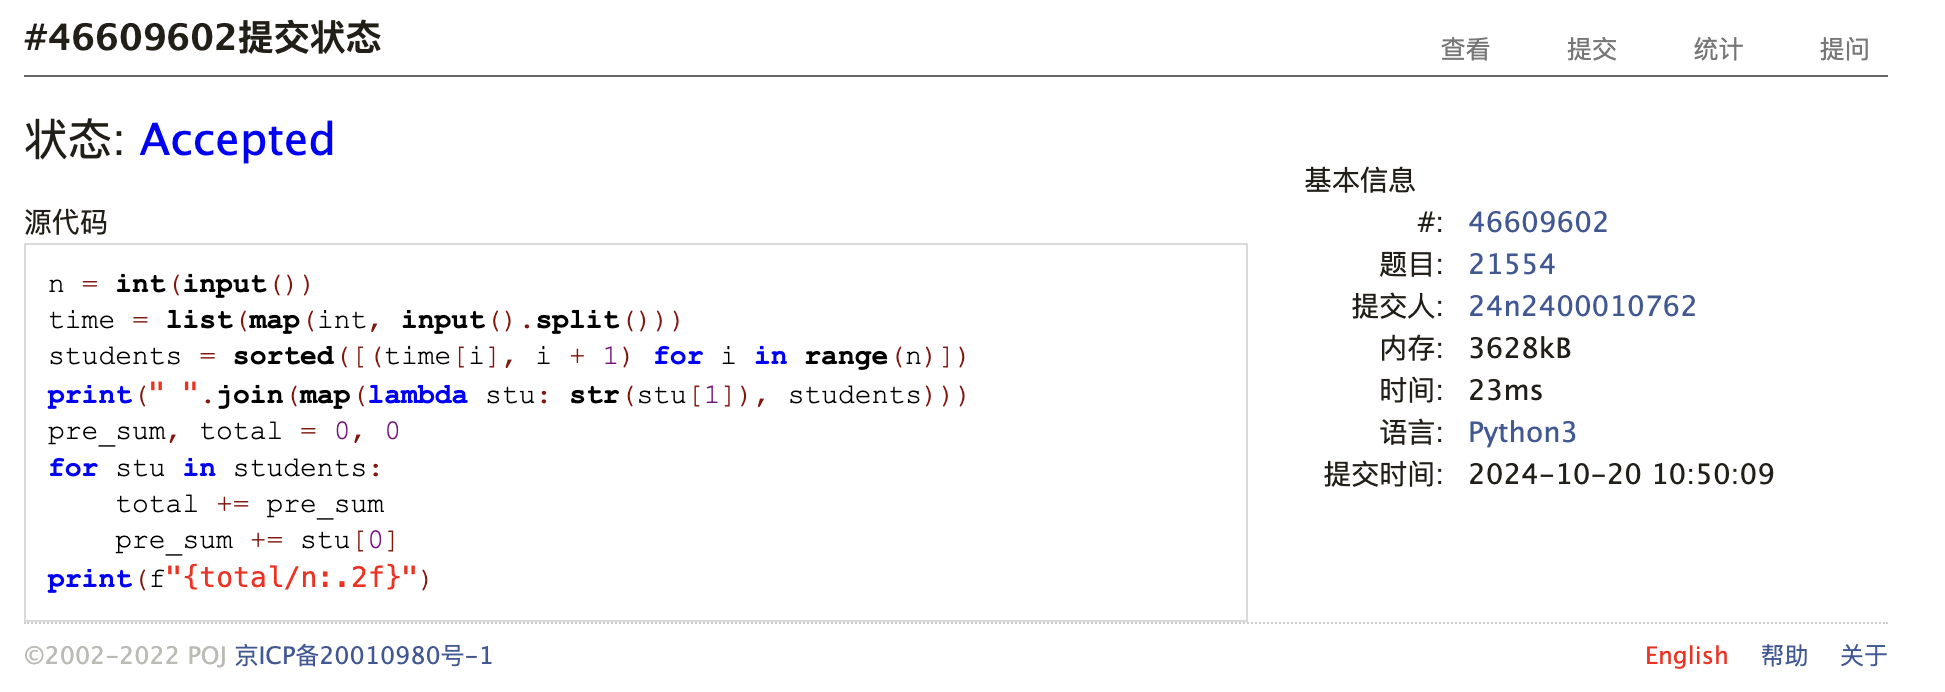 #46609602提交状态
查看 提交 统计 提问
状态: Accepted
源代码
n = int(input())
time = list(map(int, input().split()))
students = sorted([(time[i], i + 1) for i in range(n)])
print(" ".join(map(lambda stu: str(stu[1]), students)))
pre_sum, total = 0, 0
for stu in students:
    total += pre_sum
    pre_sum += stu[0]
print(f"{total/n:.2f}")
基本信息
#: 46609602
题目: 21554
提交人: 24n2400010762
内存: 3628kB
时间: 23ms
语言: Python3
提交时间: 2024-10-20 10:50:09
©2002-2022 POJ 京ICP备20010980号-1
English 帮助 关于